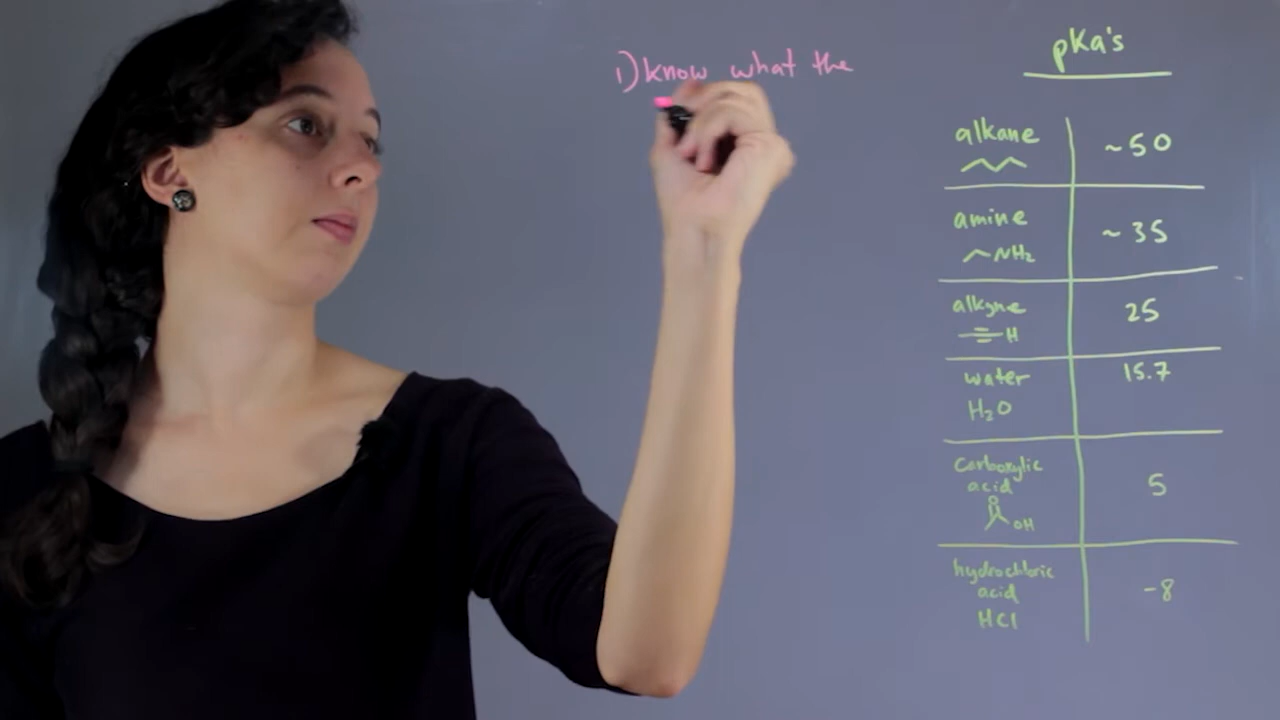 1) know what the
pKa's
alkane ~50
amine ~35
NH₂
alkyne 25
H
water 15.7
H₂O
carboxylic
acid 5
O
OH
hydrochloric
acid -8
HCl